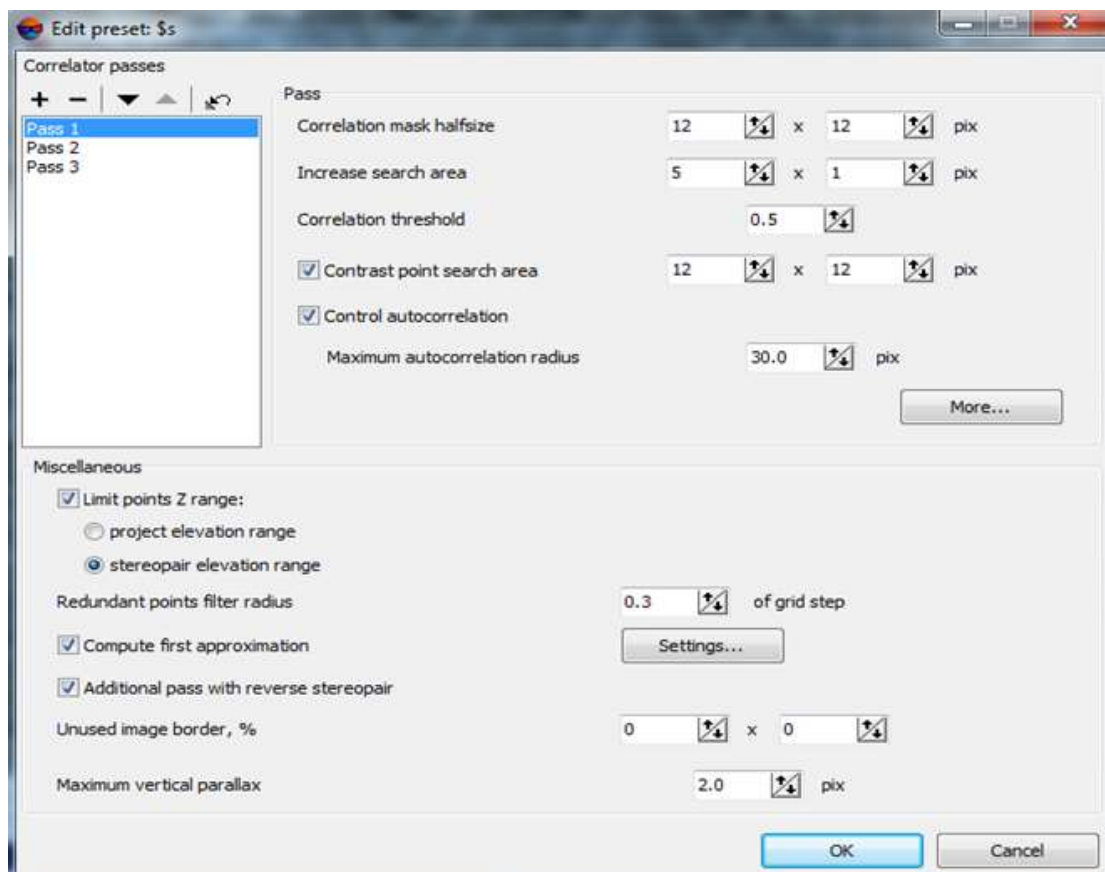 Edit preset: $s
Correlator passes
Pass 1
Pass 2
Pass 3
Pass
Correlation mask halfsize 12 x 12 pix
Increase search area 5 x 1 pix
Correlation threshold 0.5
Contrast point search area 12 x 12 pix
Control autocorrelation
Maximum autocorrelation radius 30.0 pix
More...
Miscellaneous
Limit points Z range:
project elevation range
stereopair elevation range
Redundant points filter radius 0.3 of grid step
Compute first approximation Settings...
Additional pass with reverse stereopair
Unused image border, % 0 x 0
Maximum vertical parallax 2.0 pix
OK Cancel